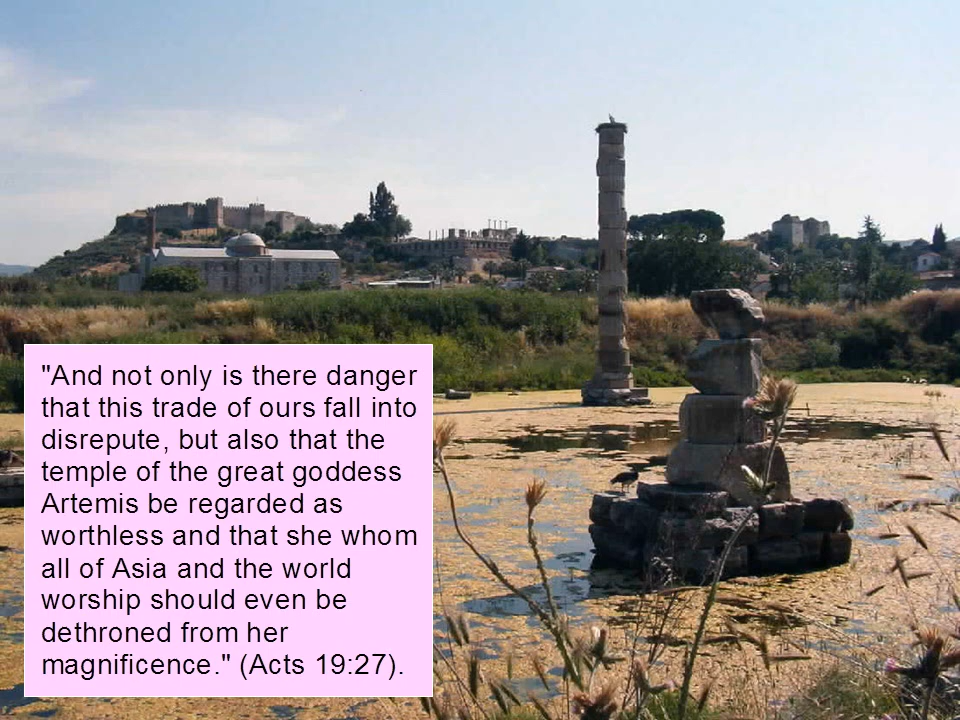 "And not only is there danger
that this trade of ours fall into
disrepute, but also that the
temple of the great goddess
Artemis be regarded as
worthless and that she whom
all of Asia and the world
worship should even be
dethroned from her
magnificence." (Acts 19:27).